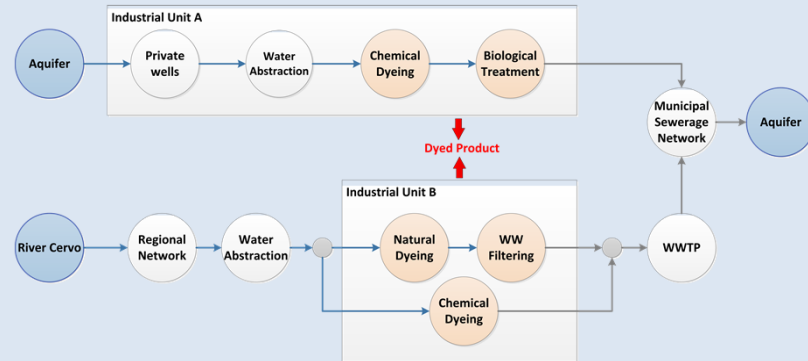 Industrial Unit A
Aquifer
Private
wells
Water
Abstraction
Chemical
Dyeing
Biological
Treatment
Municipal
Sewerage
Network
Aquifer
Dyed Product
Industrial Unit B
River Cervo
Regional
Network
Water
Abstraction
Natural
Dyeing
WW
Filtering
WWTP
Chemical
Dyeing